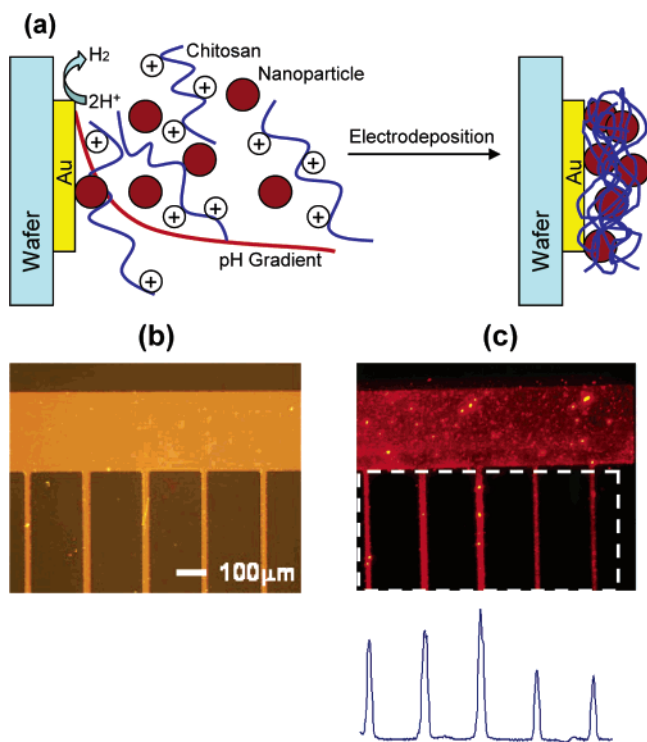 (a)
H2
2H+
Chitosan
Nanoparticle
Electrodeposition
Wafer
Au
pH Gradient
Wafer
Au
(b)
(c)
100μm